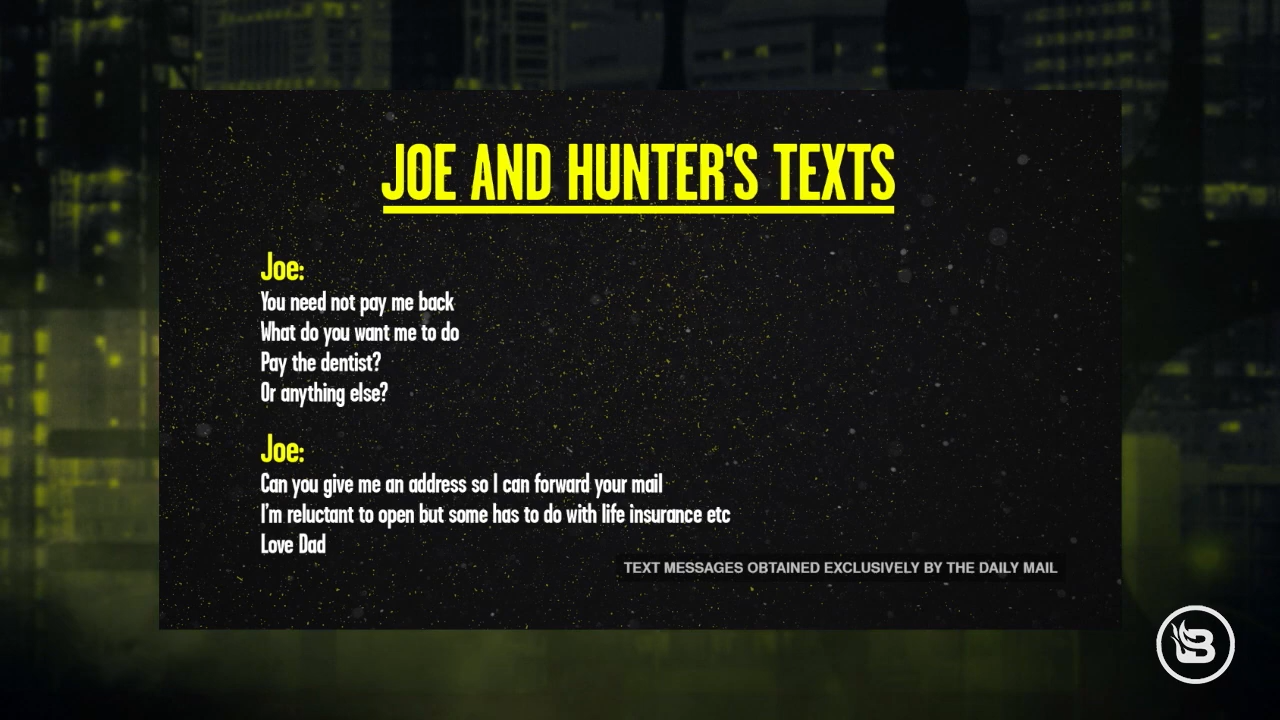 JOE AND HUNTER'S TEXTS
Joe:
You need not pay me back
What do you want me to do
Pay the dentist?
Or anything else?
Joe:
Can you give me an address so I can forward your mail
I'm reluctant to open but some has to do with life insurance etc
Love Dad
TEXT MESSAGES OBTAINED EXCLUSIVELY BY THE DAILY MAIL
B